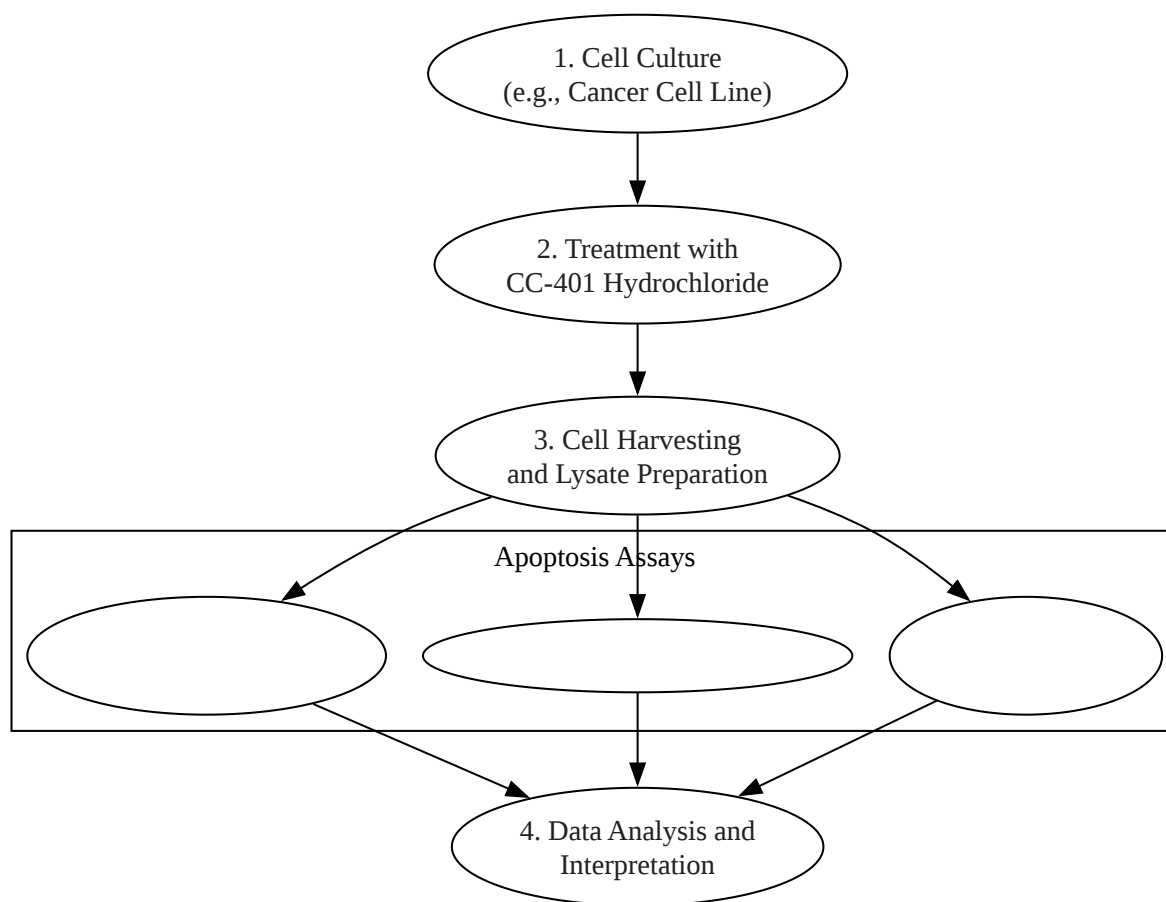 1. Cell Culture
(e.g., Cancer Cell Line)
2. Treatment with
CC-401 Hydrochloride
3. Cell Harvesting
and Lysate Preparation
Apoptosis Assays
4. Data Analysis and
Interpretation